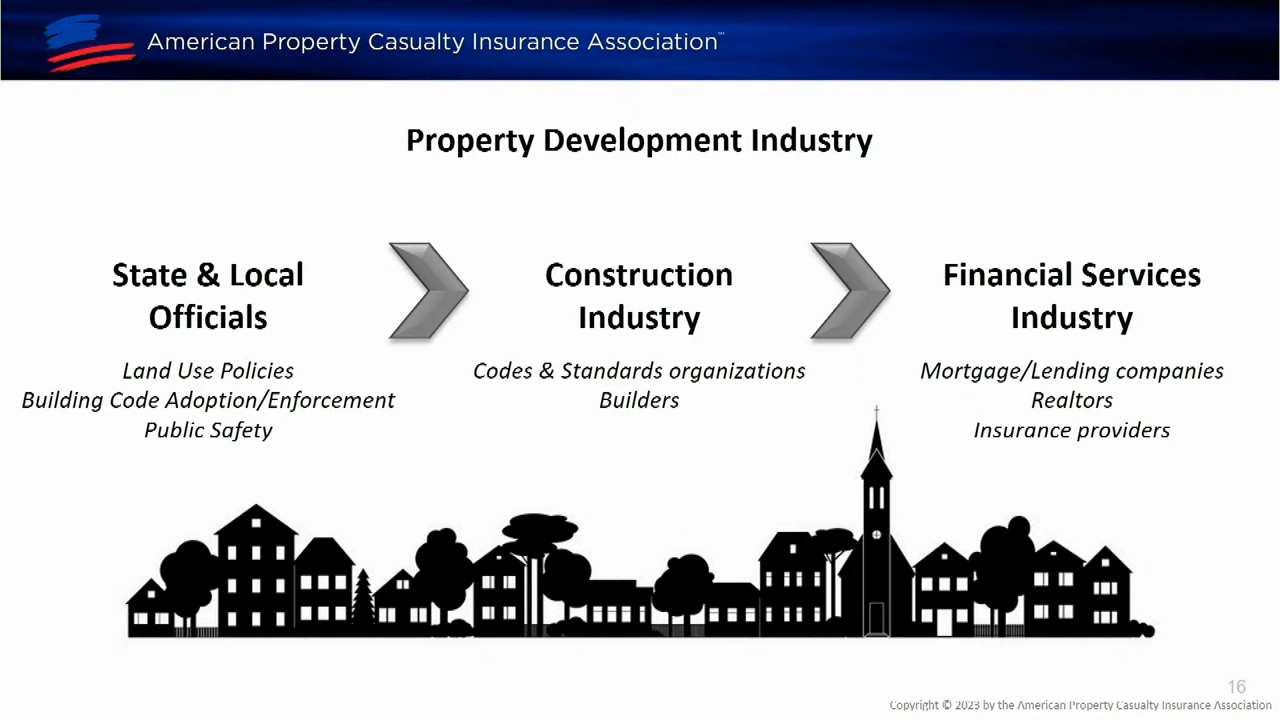 American Property Casualty Insurance Association™
Property Development Industry
State & Local
Officials
Land Use Policies
Building Code Adoption/Enforcement
Public Safety
Construction
Industry
Codes & Standards organizations
Builders
Financial Services
Industry
Mortgage/Lending companies
Realtors
Insurance providers
16
Copyright © 2023 by the American Property Casualty Insurance Association